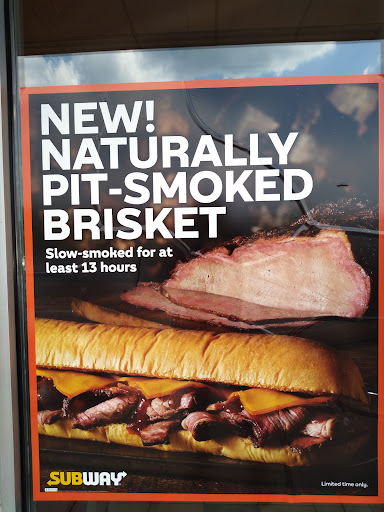 NEW!
NATURALLY
PIT-SMOKED
BRISKET
Slow-smoked for at
least 13 hours
SUBWAY
Limited time only.